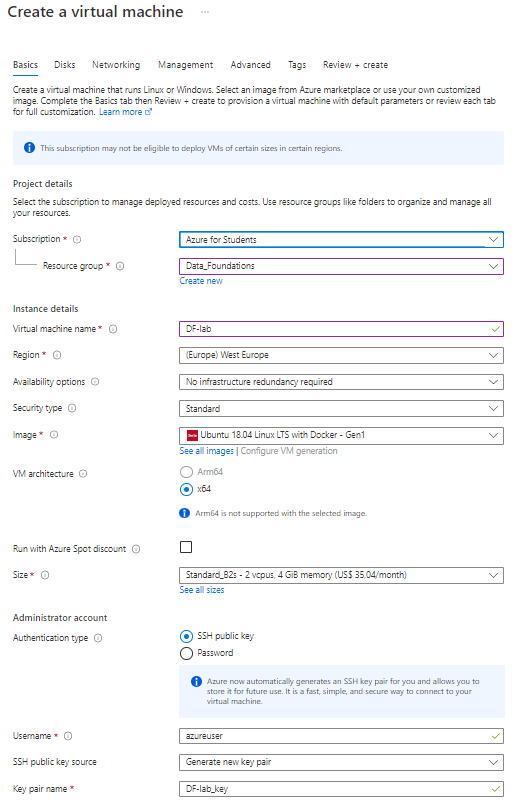 Create a virtual machine ...
Basics Disks Networking Management Advanced Tags Review + create
Create a virtual machine that runs Linux or Windows. Select an image from Azure marketplace or use your own customized
image. Complete the Basics tab then Review + create to provision a virtual machine with default parameters or review each tab
for full customization. Learn more
This subscription may not be eligible to deploy VMs of certain sizes in certain regions.
Project details
Select the subscription to manage deployed resources and costs. Use resource groups like folders to organize and manage all
your resources.
Subscription * Azure for Students
Resource group * Data_Foundations
Create new
Instance details
Virtual machine name * DF-lab
Region * (Europe) West Europe
Availability options No infrastructure redundancy required
Security type Standard
Image * Ubuntu 18.04 Linux LTS with Docker - Gen1
See all images | Configure VM generation
VM architecture Arm64
x64
Arm64 is not supported with the selected image.
Run with Azure Spot discount
Size * Standard_B2s - 2 vcpus, 4 GiB memory (US$ 35,04/month)
See all sizes
Administrator account
Authentication type SSH public key
Password
Azure now automatically generates an SSH key pair for you and allows you to
store it for future use. It is a fast, simple, and secure way to connect to your
virtual machine.
Username * azureuser
SSH public key source Generate new key pair
Key pair name * DF-lab_key